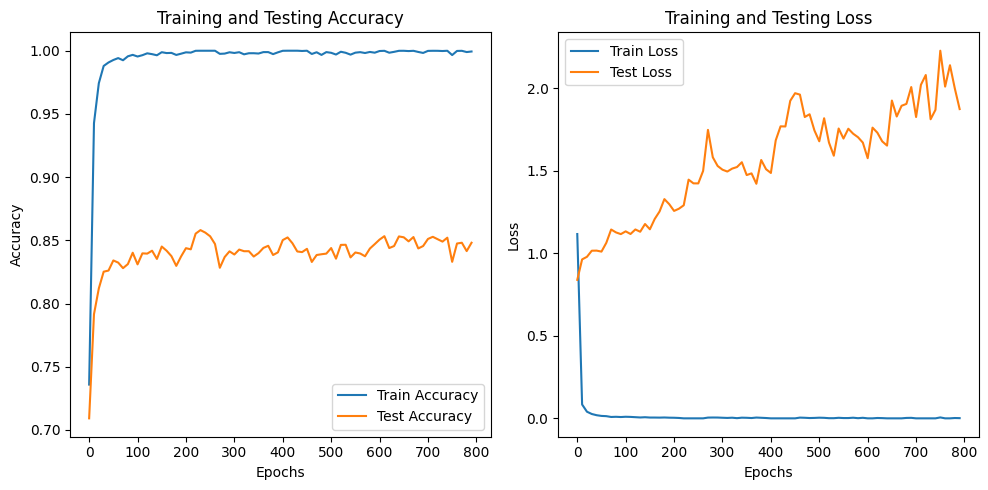 Training and Testing Accuracy
1.00
0.95
0.90
0.85
0.80
0.75
0.70
Accuracy
Train Accuracy
Test Accuracy
0 100 200 300 400 500 600 700 800
Epochs
Training and Testing Loss
Train Loss
Test Loss
2.0
1.5
1.0
0.5
0.0
Loss
0 100 200 300 400 500 600 700 800
Epochs